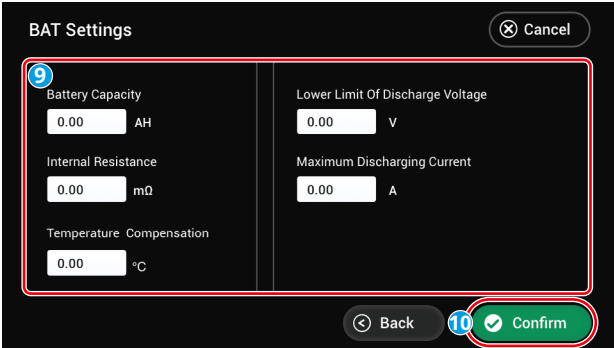 BAT Settings
Cancel
9
Battery Capacity
0.00 AH
Internal Resistance
0.00 mΩ
Temperature Compensation
0.00 °C
Lower Limit Of Discharge Voltage
0.00 V
Maximum Discharging Current
0.00 A
Back
10
Confirm